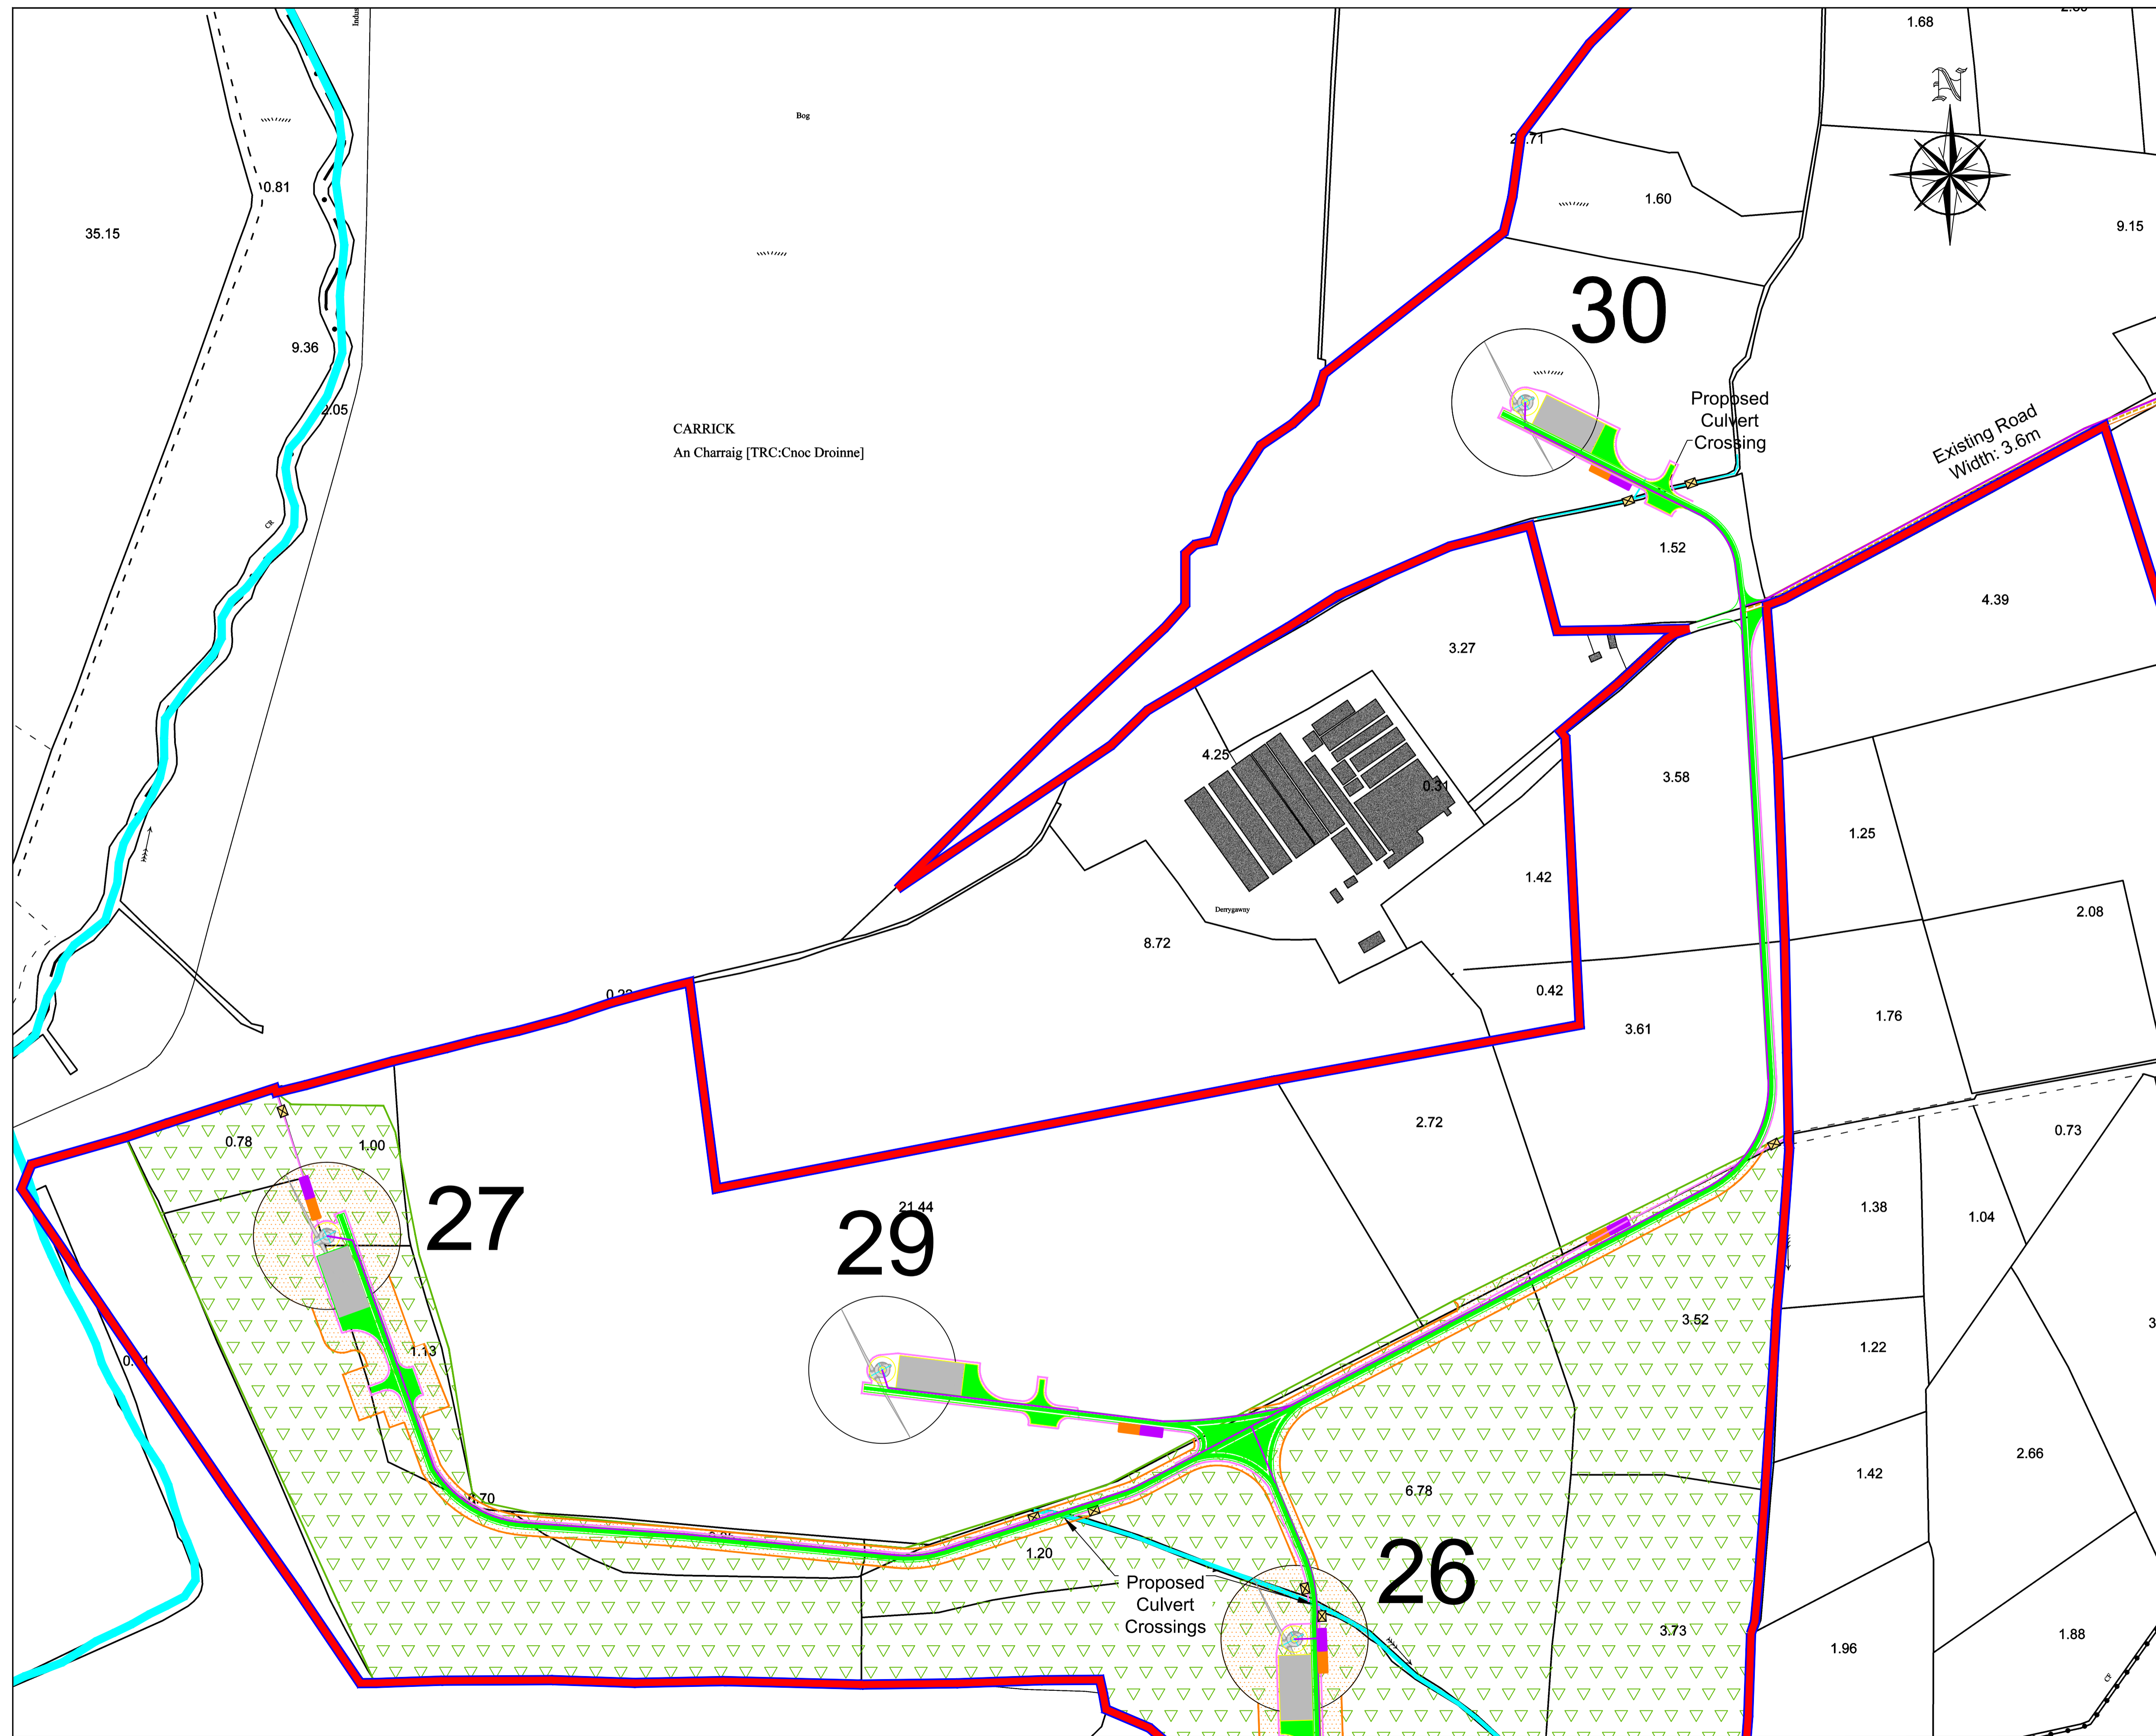 Indus
1.68
Bog
N
0.81
1.60
35.15
9.15
30
9.36
2.05
Proposed
Culvert
Crossing
CARRICK
An Charraig [TRC:Cnoc Droinne]
Existing Road
Width: 3.6m
CR
1.52
4.39
3.27
4.25
3.58
0.31
1.25
1.42
Derrygawny
2.08
8.72
0.42
1.76
3.61
2.72
0.73
0.78
1.00
27
21.44
29
1.38
1.04
3.52
1.22
1.13
2.66
1.42
6.78
26
1.20
Proposed
Culvert
Crossings
3.73
1.88
1.96
CF